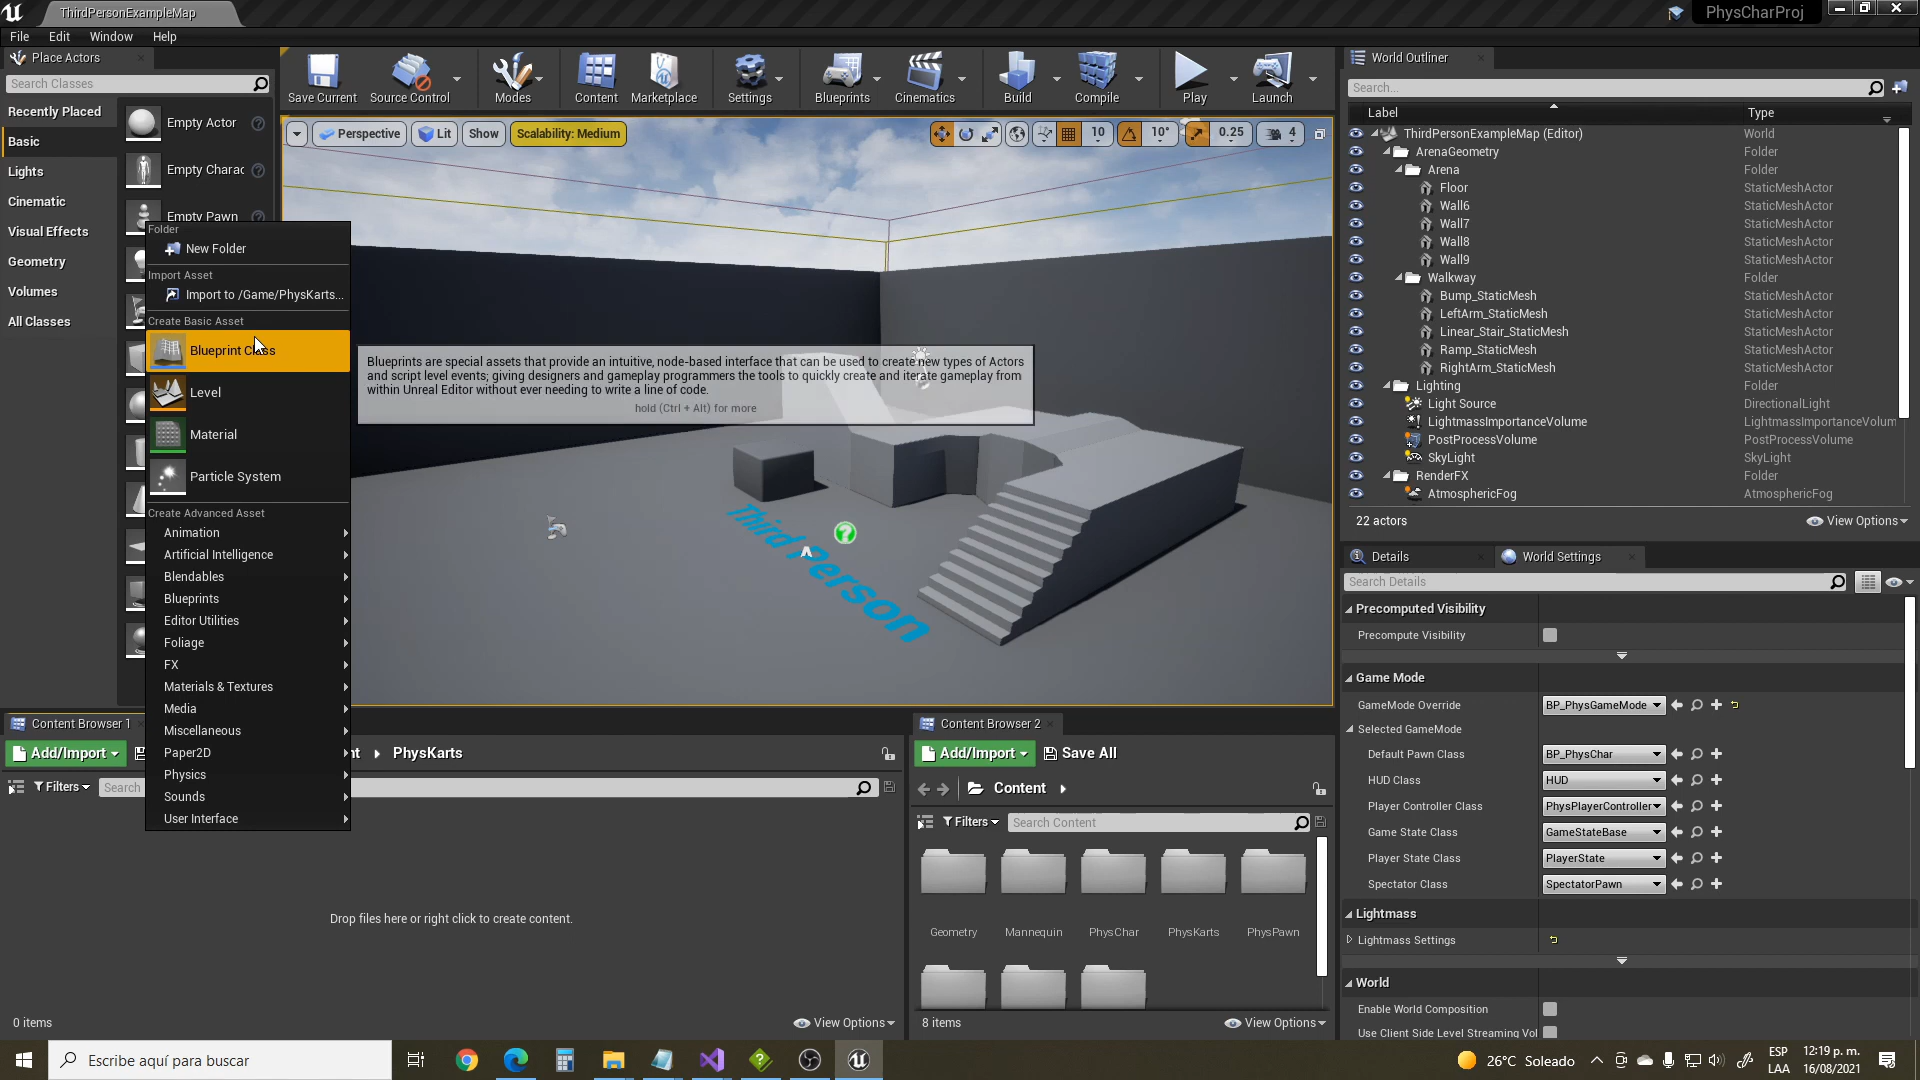 ThirdPersonExampleMap
PhysCharProj
File Edit Window Help
Place Actors
Search Classes
Recently Placed
Basic
Lights
Cinematic
Visual Effects
Geometry
Volumes
All Classes
Empty Actor
Empty Charac
Empty Pawn
Save Current
Source Control
Modes
Content
Marketplace
Settings
Blueprints
Cinematics
Build
Compile
Play
Launch
Perspective
Lit
Show
Scalability: Medium
10
10°
0.25
4
Folder
New Folder
Import Asset
Import to /Game/PhysKarts...
Create Basic Asset
Blueprint Class
Level
Material
Particle System
Create Advanced Asset
Animation
Artificial Intelligence
Blendables
Blueprints
Editor Utilities
Foliage
FX
Materials & Textures
Media
Miscellaneous
Paper2D
Physics
Sounds
User Interface
Blueprints are special assets that provide an intuitive, node-based interface that can be used to create new types of Actors
and script level events; giving designers and gameplay programmers the tools to quickly create and iterate gameplay from
within Unreal Editor without ever needing to write a line of code.
hold (Ctrl + Alt) for more
Third Person
World Outliner
Search...
Label Type
ThirdPersonExampleMap (Editor) World
ArenaGeometry Folder
Arena Folder
Floor StaticMeshActor
Wall6 StaticMeshActor
Wall7 StaticMeshActor
Wall8 StaticMeshActor
Wall9 StaticMeshActor
Walkway Folder
Bump_StaticMesh StaticMeshActor
LeftArm_StaticMesh StaticMeshActor
Linear_Stair_StaticMesh StaticMeshActor
Ramp_StaticMesh StaticMeshActor
RightArm_StaticMesh StaticMeshActor
Lighting Folder
Light Source DirectionalLight
LightmassImportanceVolume LightmassImportanceVolum
PostProcessVolume PostProcessVolume
SkyLight SkyLight
RenderFX Folder
AtmosphericFog AtmosphericFog
22 actors
View Options
Details
World Settings
Search Details
Precomputed Visibility
Precompute Visibility
Game Mode
GameMode Override BP_PhysGameMode
Selected GameMode
Default Pawn Class BP_PhysChar
HUD Class HUD
Player Controller Class PhysPlayerController
Game State Class GameStateBase
Player State Class PlayerState
Spectator Class SpectatorPawn
Lightmass
Lightmass Settings
World
Enable World Composition
Use Client Side Level Streaming Vol
Content Browser 1
Add/Import
nt PhysKarts
Filters
Search
Drop files here or right click to create content.
0 items
View Options
Content Browser 2
Add/Import
Save All
Content
Filters
Search Content
Geometry Mannequin PhysChar PhysKarts PhysPawn
8 items
View Options
Escribe aquí para buscar
26°C Soleado
ESP
LAA
12:19 p. m.
16/08/2021